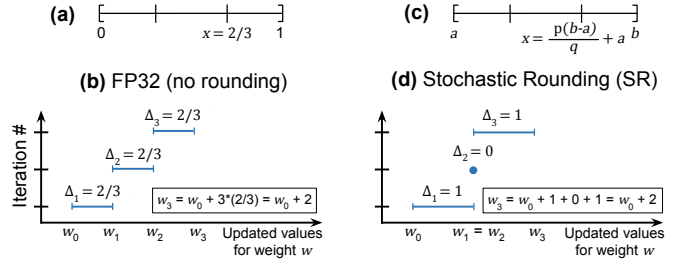 (a)
0
x = 2/3
1
(c)
a
x = p(b-a)/q + a
b
(b) FP32 (no rounding)
Iteration #
Δ3 = 2/3
Δ2 = 2/3
Δ1 = 2/3
w3 = w0 + 3*(2/3) = w0 + 2
w0 w1 w2 w3 Updated values
for weight w
(d) Stochastic Rounding (SR)
Δ3 = 1
Δ2 = 0
Δ1 = 1
w3 = w0 + 1 + 0 + 1 = w0 + 2
w0 w1 = w2 w3 Updated values
for weight w